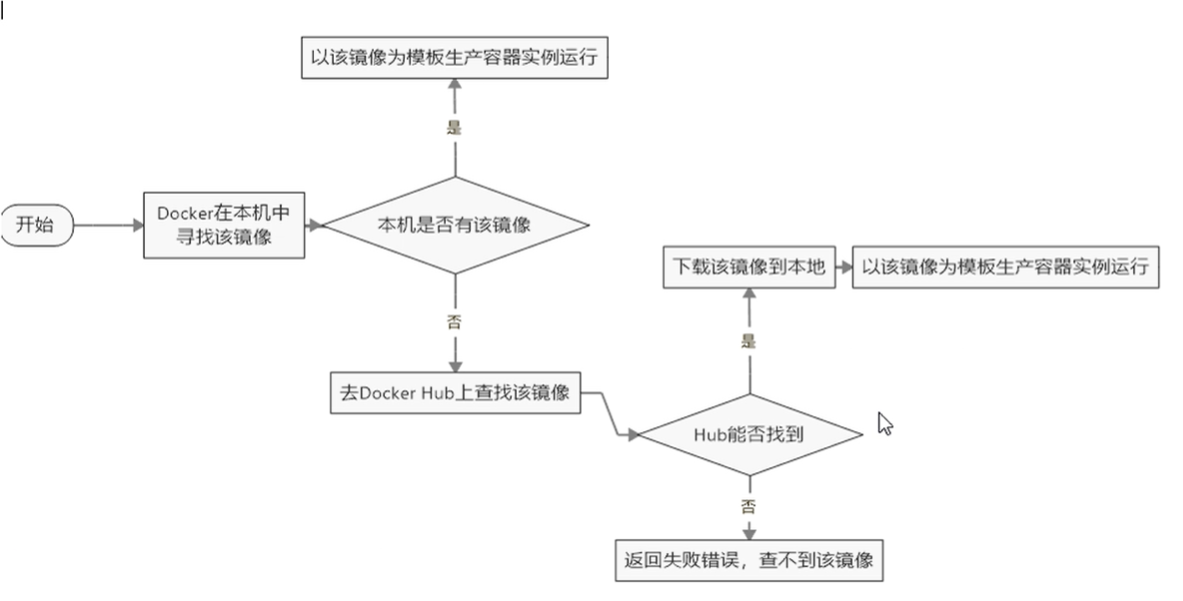 以该镜像为模板生产容器实例运行
是
开始
Docker在本机中
寻找该镜像
本机是否有该镜像
否
去Docker Hub上查找该镜像
下载该镜像到本地
以该镜像为模板生产容器实例运行
是
Hub能否找到
否
返回失败错误，查不到该镜像